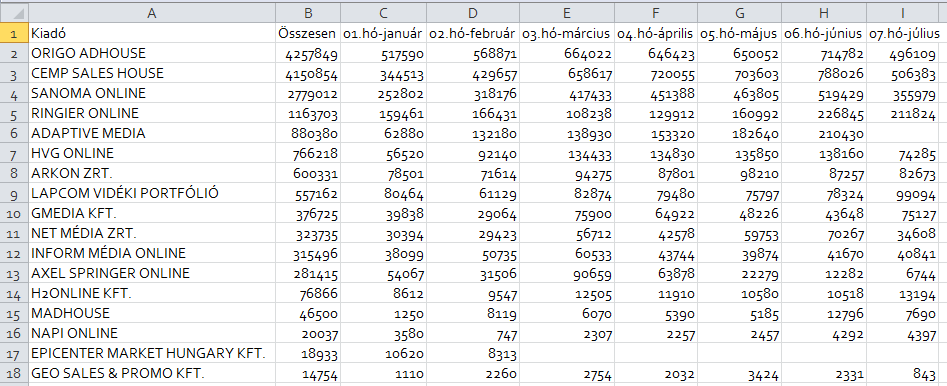 A B C D E F G H I
1 Kiadó Összesen 01.hó-január 02.hó-február 03.hó-március 04.hó-április 05.hó-május 06.hó-június 07.hó-július
2 ORIGO ADHOUSE 4257849 517590 568871 664022 646423 650052 714782 496109
3 CEMP SALES HOUSE 4150854 344513 429657 658617 720055 703603 788026 506383
4 SANOMA ONLINE 2779012 252802 318176 417433 451388 463805 519429 355979
5 RINGIER ONLINE 1163703 159461 166431 108238 129912 160992 226845 211824
6 ADAPTIVE MEDIA 880380 62880 132180 138930 153320 182640 210430
7 HVG ONLINE 766218 56520 92140 134433 134830 135850 138160 74285
8 ARKON ZRT. 600331 78501 71614 94275 87801 98210 87257 82673
9 LAPCOM VIDÉKI PORTFÓLIÓ 557162 80464 61129 82874 79480 75797 78324 99094
10 GMEDIA KFT. 376725 39838 29064 75900 64922 48226 43648 75127
11 NET MÉDIA ZRT. 323735 30394 29423 56712 42578 59753 70267 34608
12 INFORM MÉDIA ONLINE 315496 38099 50735 60533 43744 39874 41670 40841
13 AXEL SPRINGER ONLINE 281415 54067 31506 90659 63878 22279 12282 6744
14 H2ONLINE KFT. 76866 8612 9547 12505 11910 10580 10518 13194
15 MADHOUSE 46500 1250 8119 6070 5390 5185 12796 7690
16 NAPI ONLINE 20037 3580 747 2307 2257 2457 4292 4397
17 EPICENTER MARKET HUNGARY KFT. 18933 10620 8313
18 GEO SALES & PROMO KFT. 14754 1110 2260 2754 2032 3424 2331 843